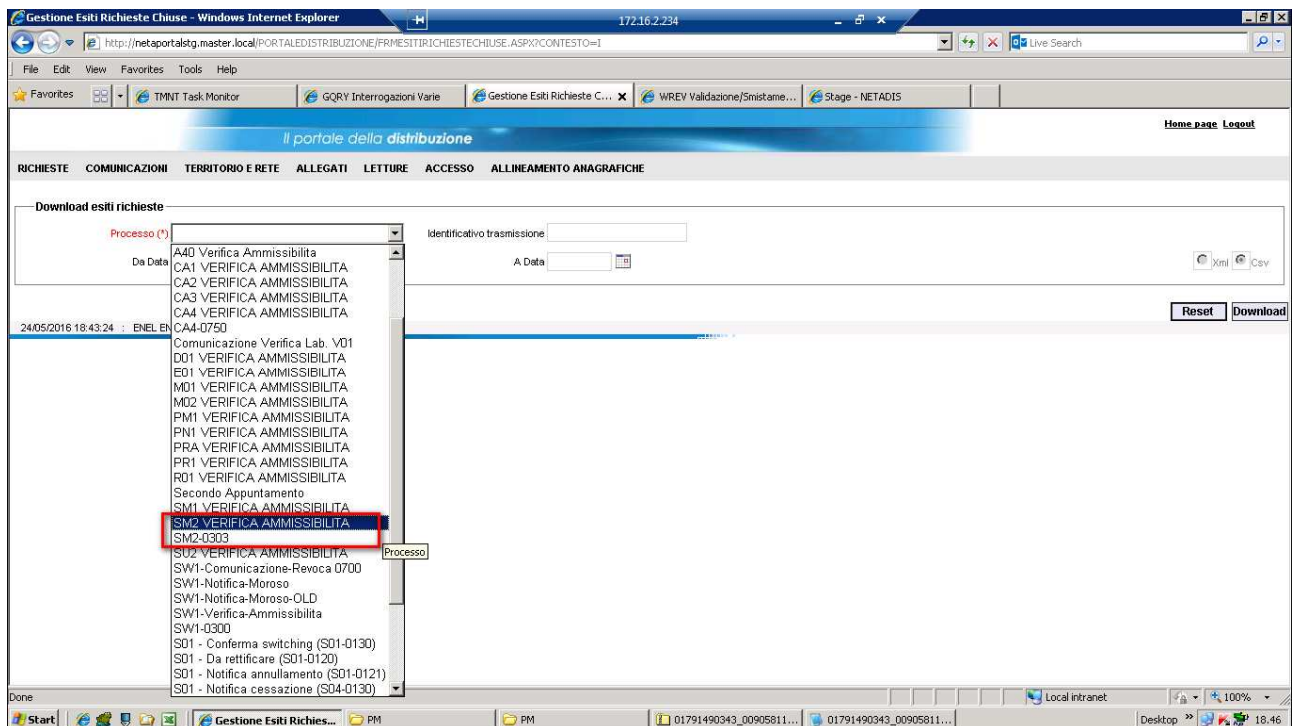 Gestione Esiti Richieste Chiuse - Windows Internet Explorer
172.16.2.234
http://netaportalstg.master.local/PORTALEDISTRIBUZIONE/FRMESITIRICHIESTECHIUSE.ASPX?CONTESTO=I
Live Search
File Edit View Favorites Tools Help
Favorites TMNT Task Monitor GQRY Interrogazioni Varie Gestione Esiti Richieste C... WREV Validazione/Smistame... Stage - NETADIS
Home page Logout
Il portale della distribuzione
RICHIESTE COMUNICAZIONI TERRITORIO E RETE ALLEGATI LETTURE ACCESSO ALLINEAMENTO ANAGRAFICHE
Download esiti richieste
Processo (*) Identificativo trasmissione
Da Data A Data Xml Csv
A40 Verifica Ammissibilita
CA1 VERIFICA AMMISSIBILITA
CA2 VERIFICA AMMISSIBILITA
CA3 VERIFICA AMMISSIBILITA
CA4 VERIFICA AMMISSIBILITA
Reset Download
24/05/2016 18:43:24 : ENEL EN
CA4-0750
Comunicazione Verifica Lab. V01
D01 VERIFICA AMMISSIBILITA
E01 VERIFICA AMMISSIBILITA
M01 VERIFICA AMMISSIBILITA
M02 VERIFICA AMMISSIBILITA
PM1 VERIFICA AMMISSIBILITA
PN1 VERIFICA AMMISSIBILITA
PRA VERIFICA AMMISSIBILITA
PR1 VERIFICA AMMISSIBILITA
R01 VERIFICA AMMISSIBILITA
Secondo Appuntamento
SM1 VERIFICA AMMISSIBILITA
SM2 VERIFICA AMMISSIBILITA
SM2-0303
SU2 VERIFICA AMMISSIBILITA
Processo
SW1-Comunicazione-Revoca 0700
SW1-Notifica-Moroso
SW1-Notifica-Moroso-OLD
SW1-Verifica-Ammissibilita
SW1-0300
S01 - Conferma switching (S01-0130)
S01 - Da rettificare (S01-0120)
S01 - Notifica annullamento (S01-0121)
S01 - Notifica cessazione (S04-0130)
Done Local intranet 100%
Start Gestione Esiti Richies... PM PM 01791490343_00905811... 01791490343_00905811... Desktop 18.46